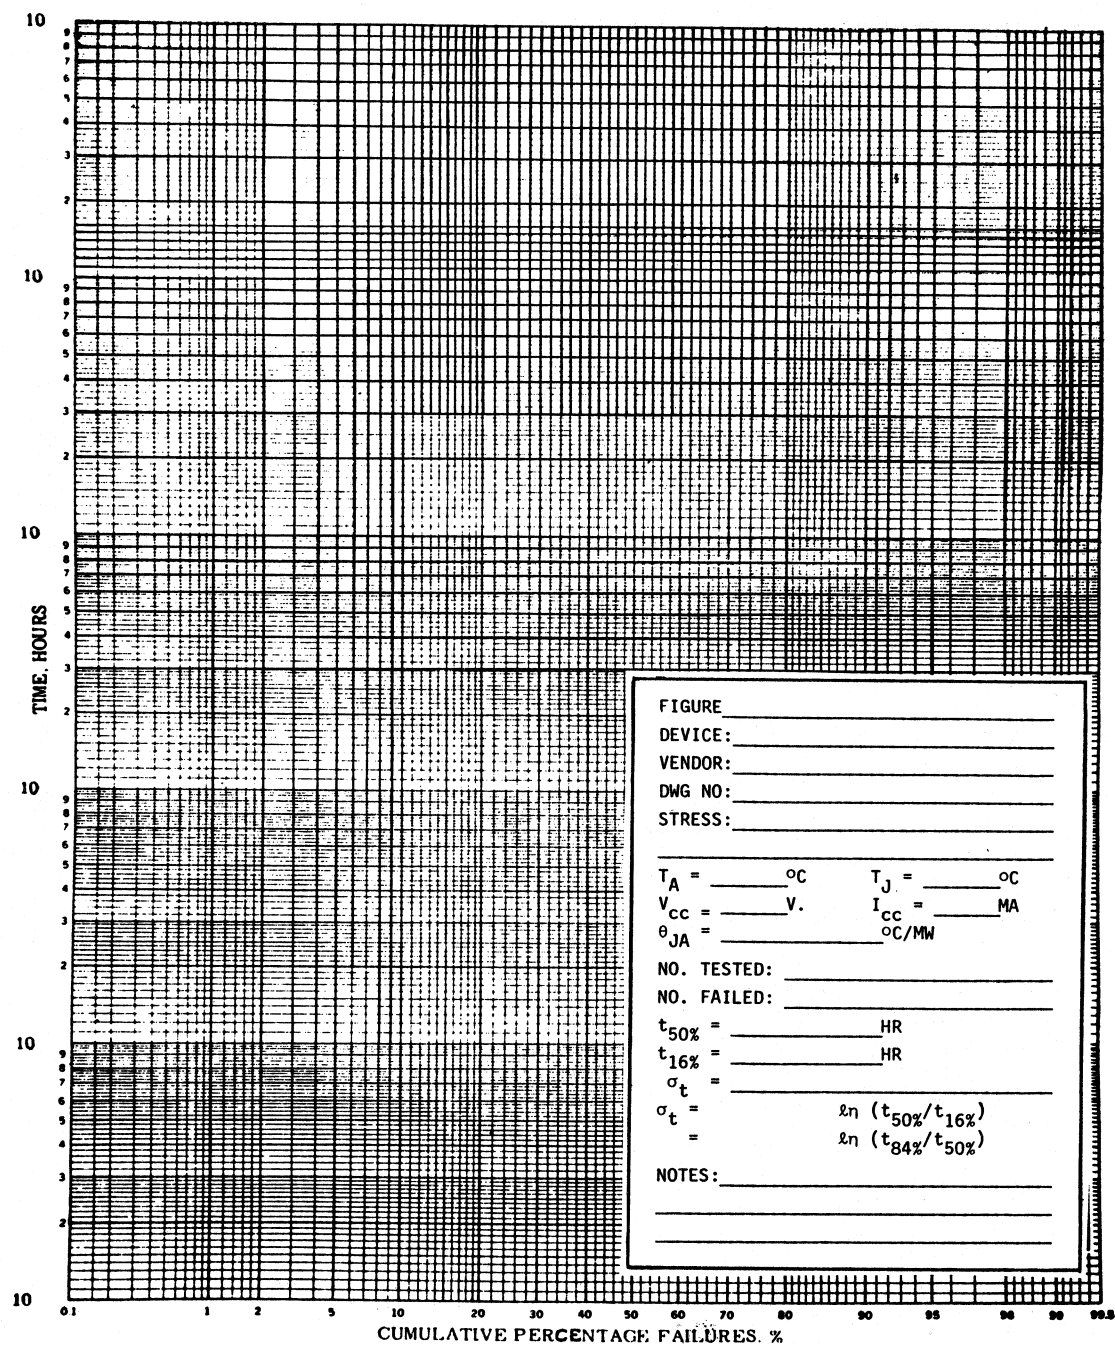 10
9
8
7
6
5
4
3
2
10
9
8
7
6
5
4
3
2
10
9
8
7
6
5
4
3
2
10
9
8
7
6
5
4
3
2
10
9
8
7
6
5
4
3
2
10
TIME, HOURS
0.1 1 2 5 10 20 30 40 50 60 70 80 90 95 98 99 99.8
CUMULATIVE PERCENTAGE FAILURES. %
FIGURE
DEVICE:
VENDOR:
DWG NO:
STRESS:
T_A = °C T_J = °C
V_CC = V. I_CC = MA
θ_JA = °C/MW
NO. TESTED:
NO. FAILED:
t_50% = HR
t_16% = HR
σ_t =
σ_t = ℓη (t_50%/t_16%)
= ℓη (t_84%/t_50%)
NOTES: